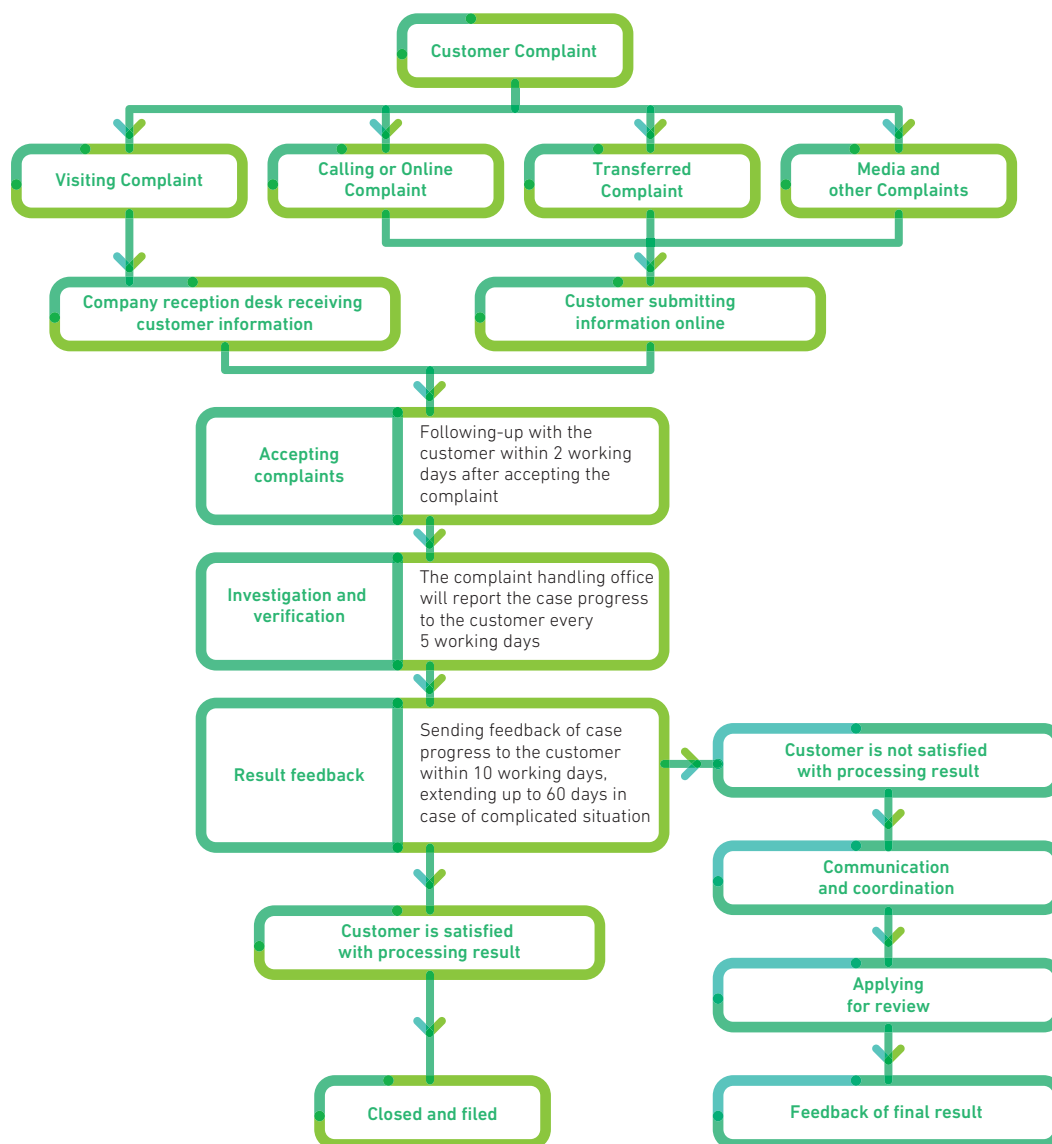 Customer Complaint
Visiting Complaint
Calling or Online
Complaint
Transferred
Complaint
Media and
other Complaints
Company reception desk receiving
customer information
Customer submitting
information online
Accepting
complaints
Following-up with the
customer within 2 working
days after accepting the
complaint
Investigation and
verification
The complaint handling office
will report the case progress
to the customer every
5 working days
Result feedback
Sending feedback of case
progress to the customer
within 10 working days,
extending up to 60 days in
case of complicated situation
Customer is not satisfied
with processing result
Communication
and coordination
Customer is satisfied
with processing result
Applying
for review
Closed and filed
Feedback of final result